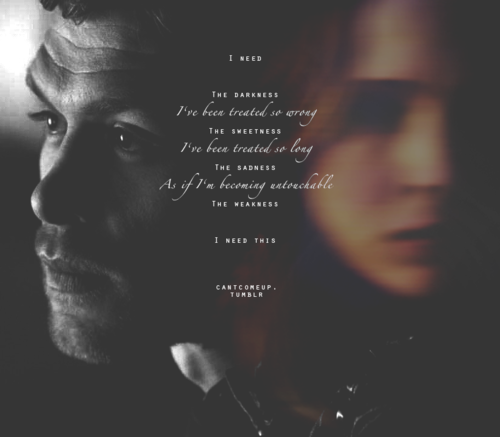 I need
The darkness
I've been treated so wrong
The sweetness
I've been treated so long
The sadness
As if I'm becoming untouchable
The weakness
I need this
cantcomeup.
tumblr